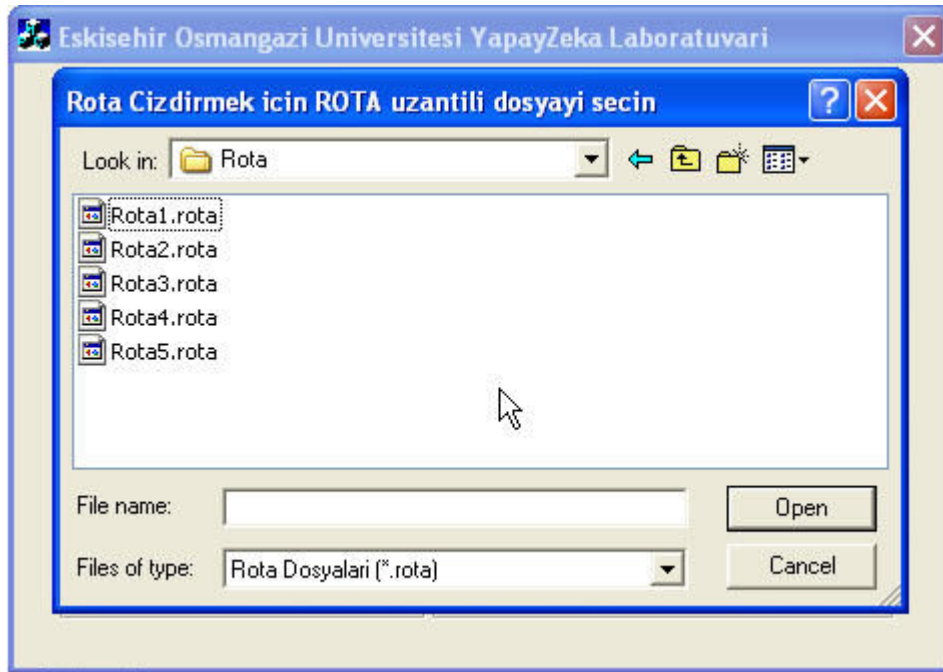 Eskisehir Osmangazi Universitesi YapayZeka Laboratuvari
Rota Cizdirmek icin ROTA uzantili dosyayi secin
Look in: Rota
Rota1.rota
Rota2.rota
Rota3.rota
Rota4.rota
Rota5.rota
File name: Open
Files of type: Rota Dosyalari (*.rota) Cancel